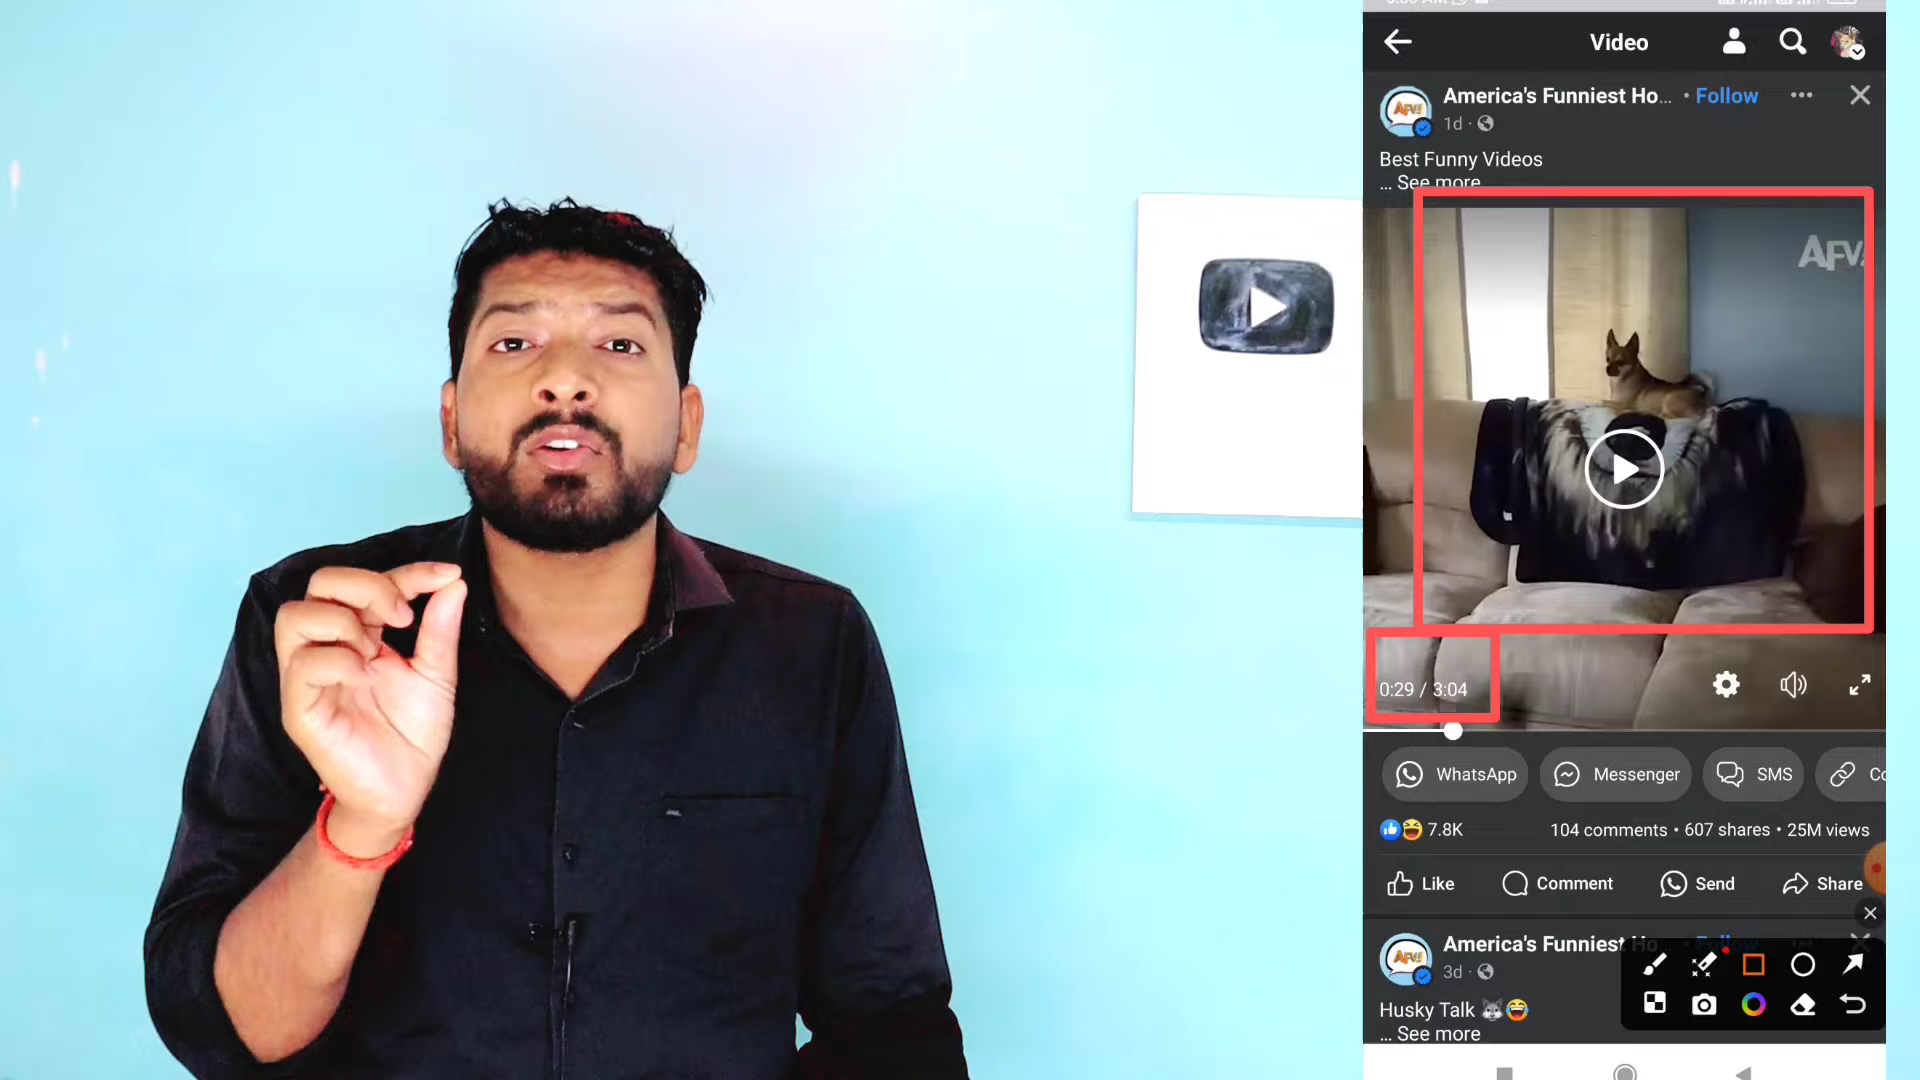 Video
America's Funniest Ho... • Follow
1d
Best Funny Videos
... See more
AFV
0:29 / 3:04
WhatsApp
Messenger
SMS
7.8K
104 comments • 607 shares • 25M views
Like
Comment
Send
Share
America's Funniest Ho...
3d
Husky Talk 🐺😂
... See more